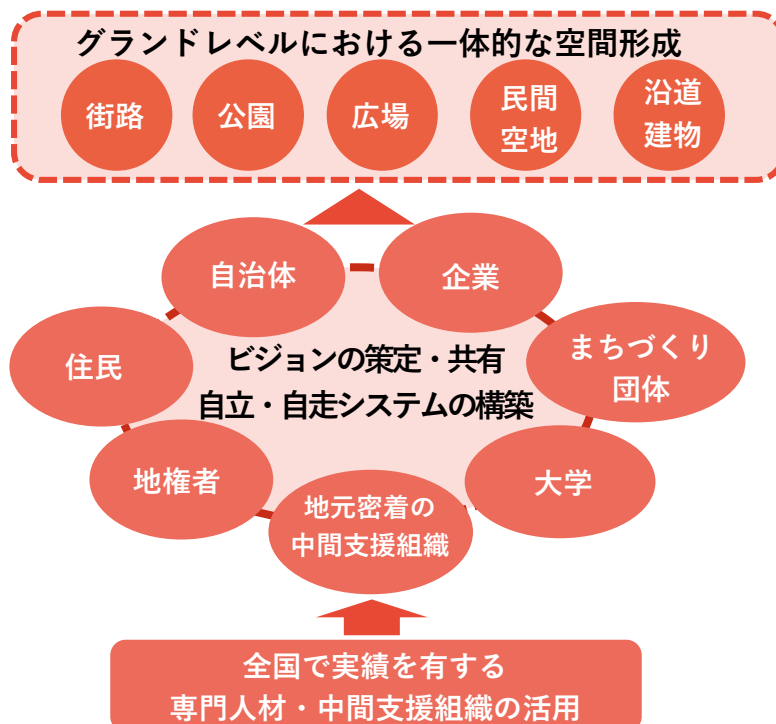 グランドレベルにおける一体的な空間形成
街路
公園
広場
民間
空地
沿道
建物
自治体
企業
住民
まちづくり
団体
ビジョンの策定・共有
自立・自走システムの構築
地権者
大学
地元密着の
中間支援組織
全国で実績を有する
専門人材・中間支援組織の活用